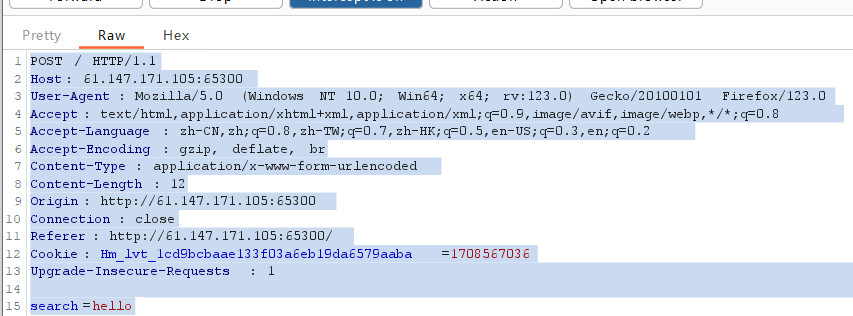 Pretty Raw Hex
1 POST / HTTP/1.1
2 Host: 61.147.171.105:65300
3 User-Agent: Mozilla/5.0 (Windows NT 10.0; Win64; x64; rv:123.0) Gecko/20100101 Firefox/123.0
4 Accept: text/html,application/xhtml+xml,application/xml;q=0.9,image/avif,image/webp,*/*;q=0.8
5 Accept-Language: zh-CN,zh;q=0.8,zh-TW;q=0.7,zh-HK;q=0.5,en-US;q=0.3,en;q=0.2
6 Accept-Encoding: gzip, deflate, br
7 Content-Type: application/x-www-form-urlencoded
8 Content-Length: 12
9 Origin: http://61.147.171.105:65300
10 Connection: close
11 Referer: http://61.147.171.105:65300/
12 Cookie: Hm_lvt_1cd9bcbaae133f03a6eb19da6579aaba=1708567036
13 Upgrade-Insecure-Requests: 1
14
15 search=hello